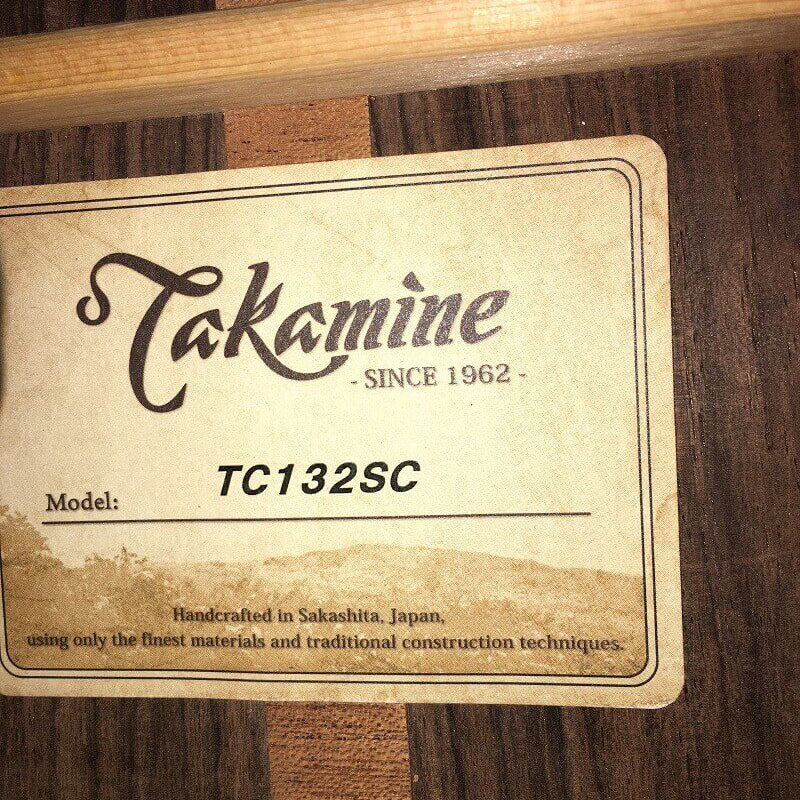 Takamine
- SINCE 1962 -
Model: TC132SC
Handcrafted in Sakashita, Japan,
using only the finest materials and traditional construction techniques.